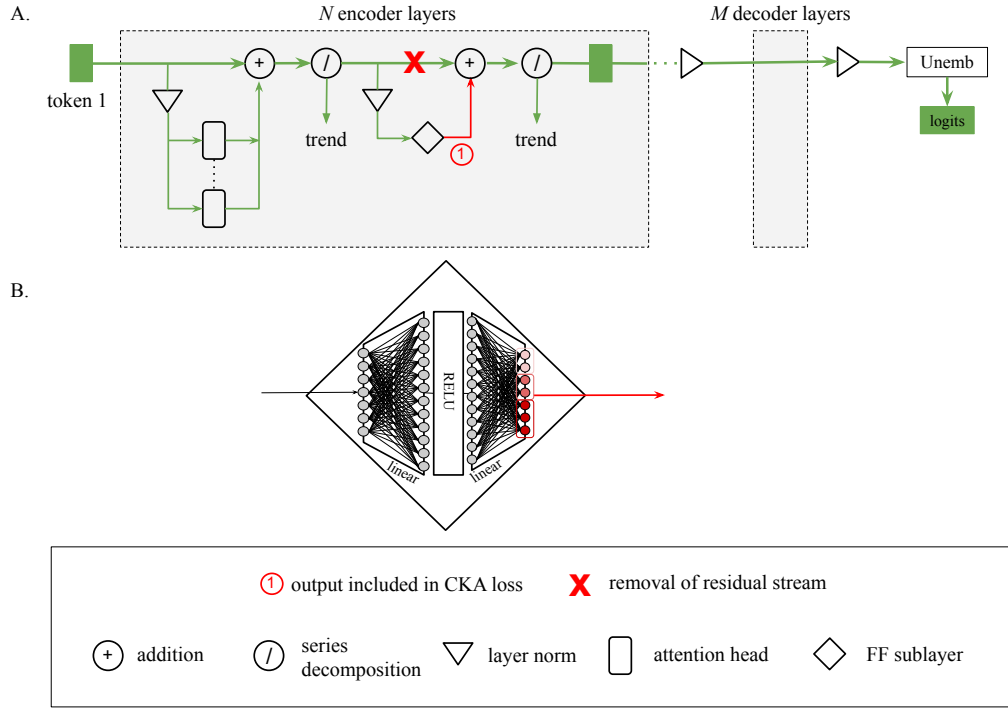 A.
N encoder layers
M decoder layers
token 1
+
/
X
+
/
Unemb
trend
1
trend
logits
B.
RELU
linear
linear
1 output included in CKA loss
X removal of residual stream
+ addition
/ series
decomposition
layer norm
attention head
FF sublayer